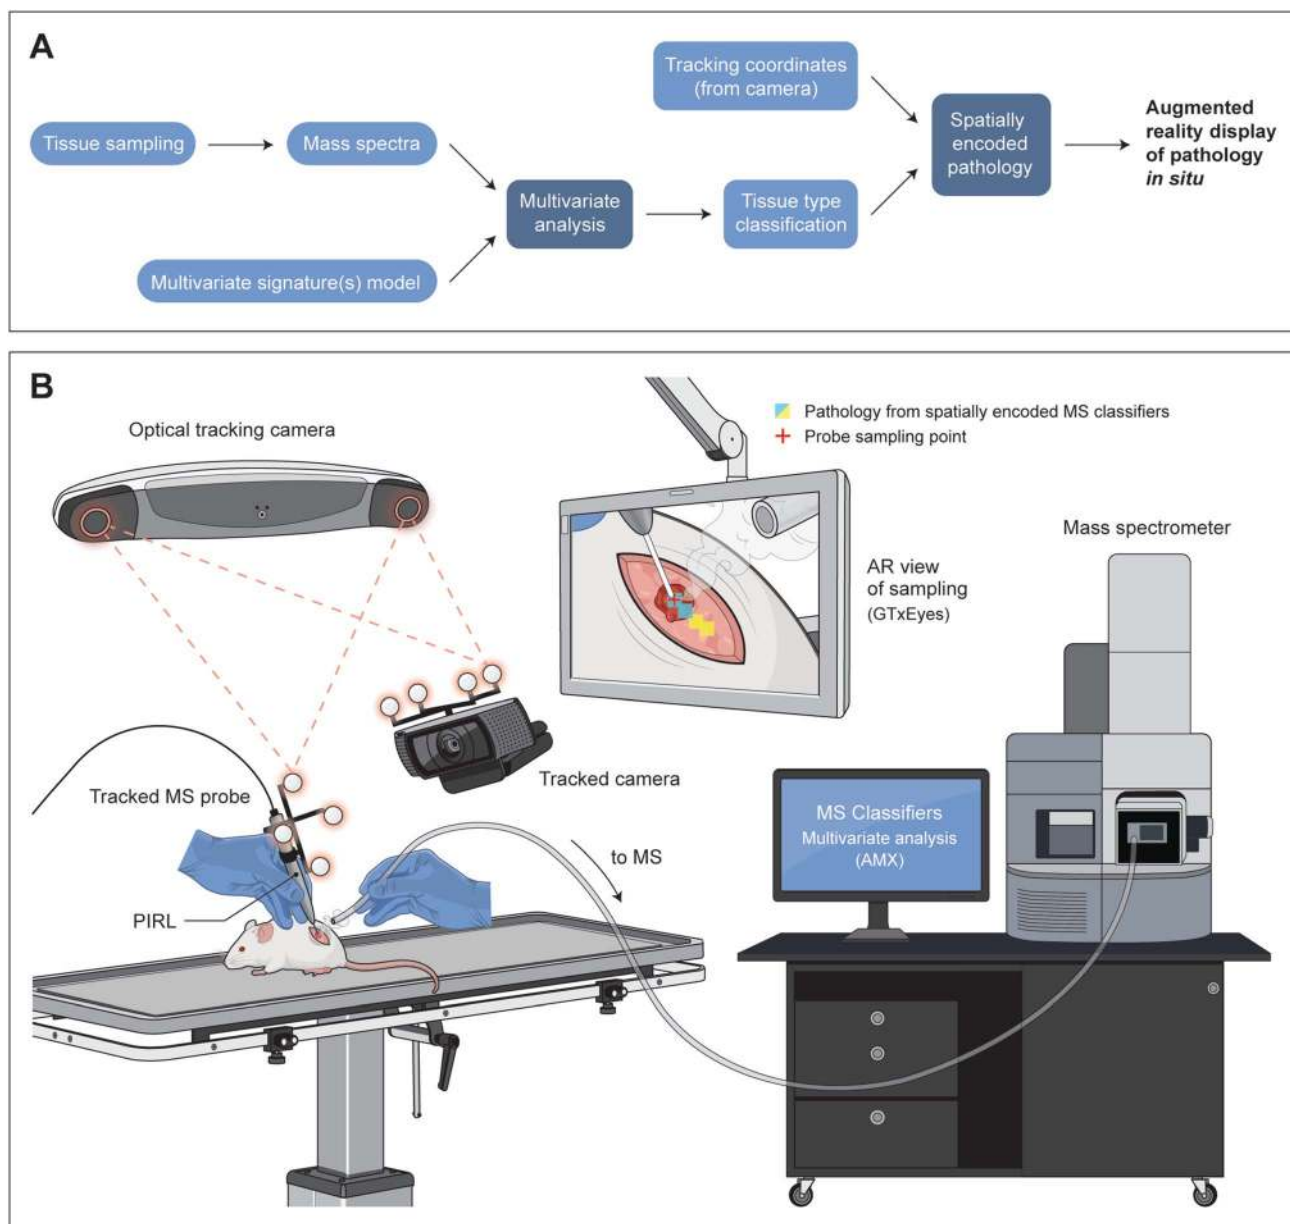 A
Tissue sampling
Mass spectra
Multivariate signature(s) model
Multivariate
analysis
Tracking coordinates
(from camera)
Tissue type
classification
Spatially
encoded
pathology
Augmented
reality display
of pathology
in situ
B
Optical tracking camera
Pathology from spatially encoded MS classifiers
Probe sampling point
AR view
of sampling
(GTxEyes)
Mass spectrometer
Tracked camera
Tracked MS probe
PIRL
to MS
MS Classifiers
Multivariate analysis
(AMX)